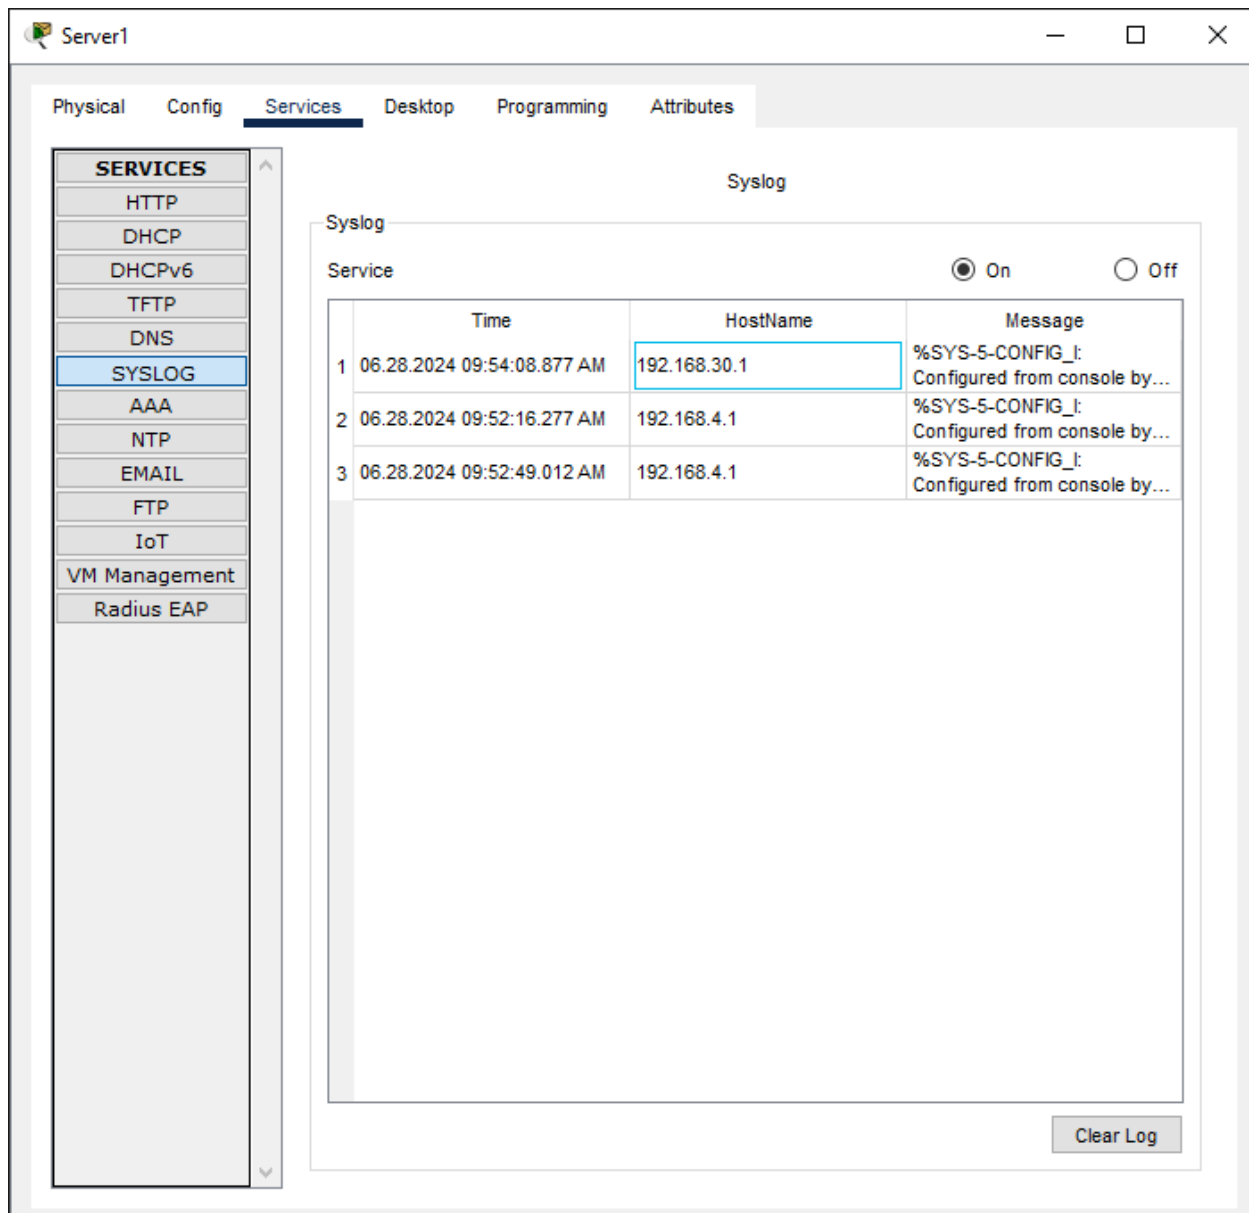 Server1
Physical Config Services Desktop Programming Attributes
SERVICES
HTTP
DHCP
DHCPv6
TFTP
DNS
SYSLOG
AAA
NTP
EMAIL
FTP
IoT
VM Management
Radius EAP
Syslog
Syslog
Service On Off
Time HostName Message
1 06.28.2024 09:54:08.877 AM 192.168.30.1 %SYS-5-CONFIG_I:
Configured from console by...
2 06.28.2024 09:52:16.277 AM 192.168.4.1 %SYS-5-CONFIG_I:
Configured from console by...
3 06.28.2024 09:52:49.012 AM 192.168.4.1 %SYS-5-CONFIG_I:
Configured from console by...
Clear Log